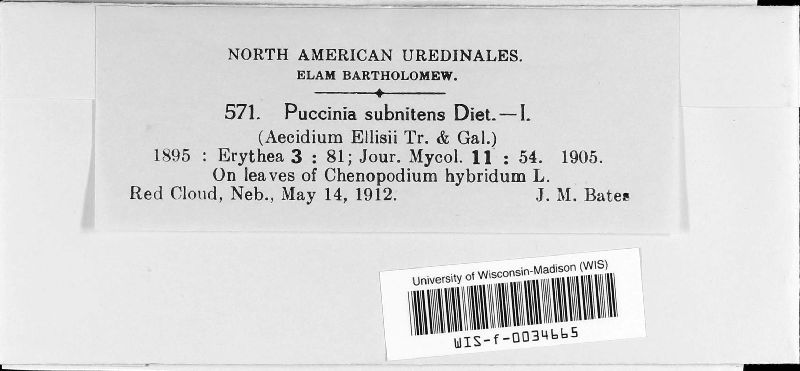 NORTH AMERICAN UREDINALES.
ELAM BARTHOLOMEW.
571. Puccinia subnitens Diet.—I.
(Aecidium Ellisii Tr. & Gal.)
1895 : Erythea 3 : 81; Jour. Mycol. 11 : 54. 1905.
On leaves of Chenopodium hybridum L.
Red Cloud, Neb., May 14, 1912. J. M. Bates
University of Wisconsin-Madison (WIS)
WIS-f-0034665